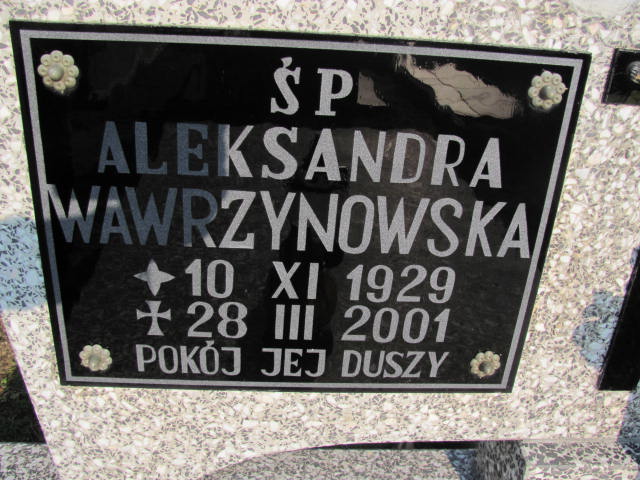 ŚP
ALEKSANDRA
WAWRZYNOWSKA
10 XI 1929
28 III 2001
POKÓJ JEJ DUSZY